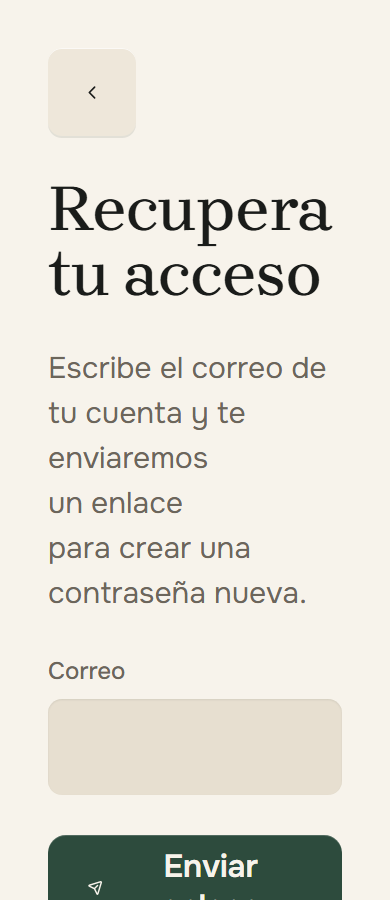 Recupera
tu acceso
Escribe el correo de
tu cuenta y te
enviaremos
un enlace
para crear una
contraseña nueva.
Correo
Enviar